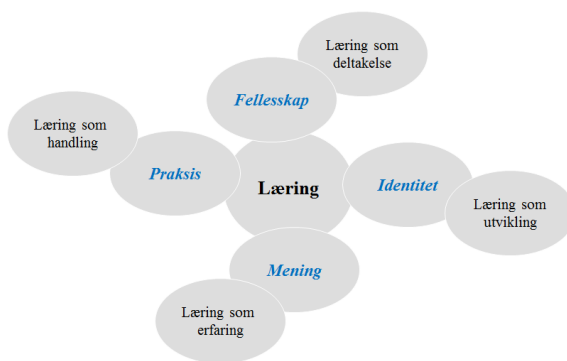 Læring som
deltakelse
Fellesskap
Læring som
handling
Praksis
Læring
Identitet
Læring som
utvikling
Mening
Læring som
erfaring